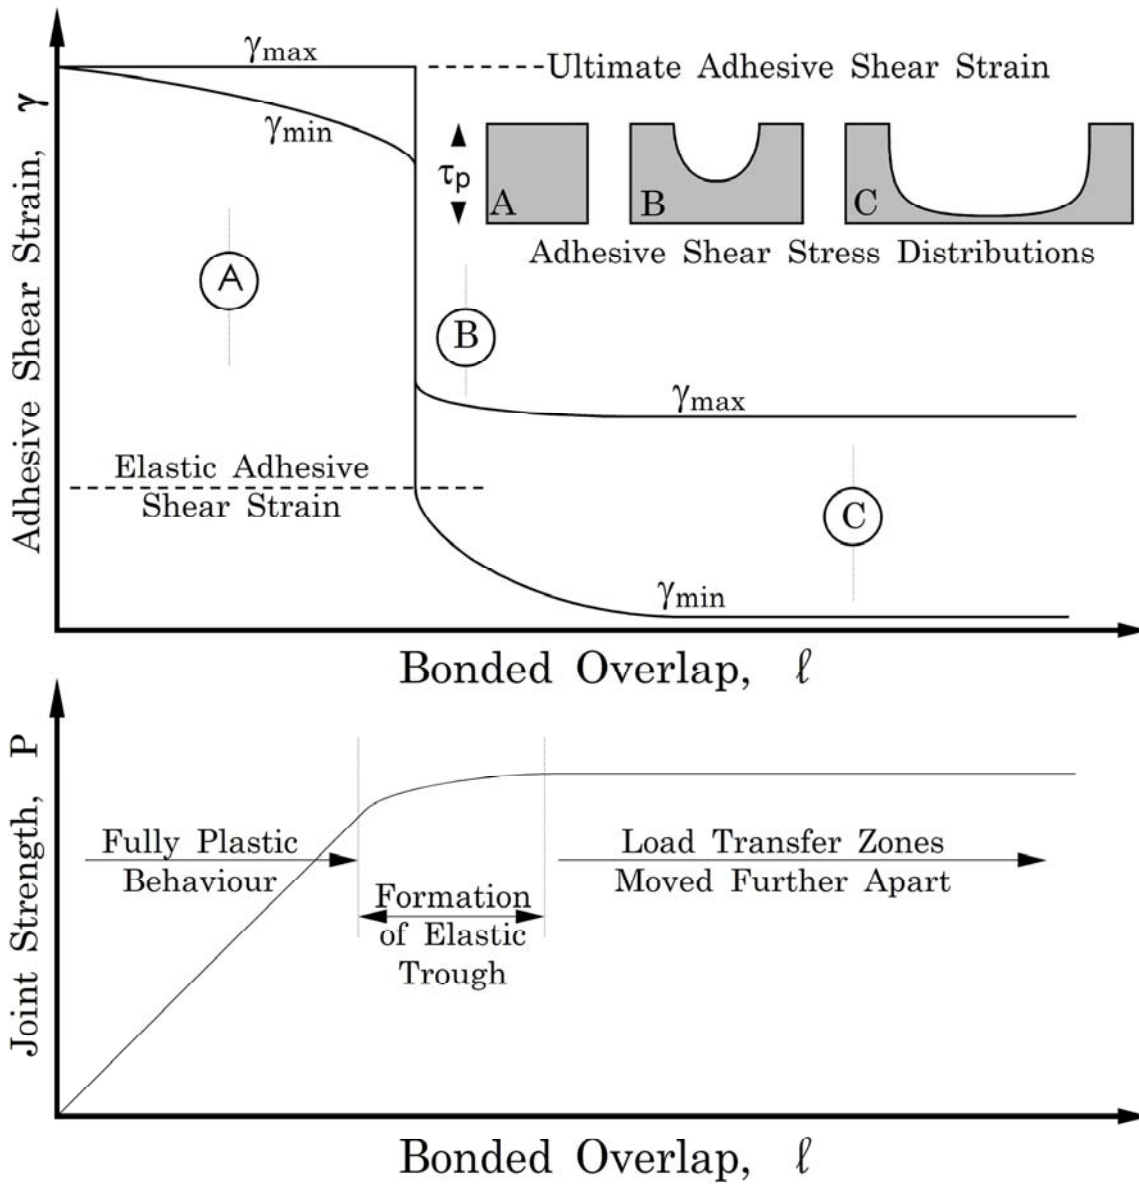 γmax
Ultimate Adhesive Shear Strain
γmin
τp
A
B
C
Adhesive Shear Stress Distributions
A
B
γmax
Elastic Adhesive
Shear Strain
C
γmin
Adhesive Shear Strain, γ
Bonded Overlap, ℓ
Joint Strength, P
Fully Plastic
Behaviour
Load Transfer Zones
Moved Further Apart
Formation
of Elastic
Trough
Bonded Overlap, ℓ